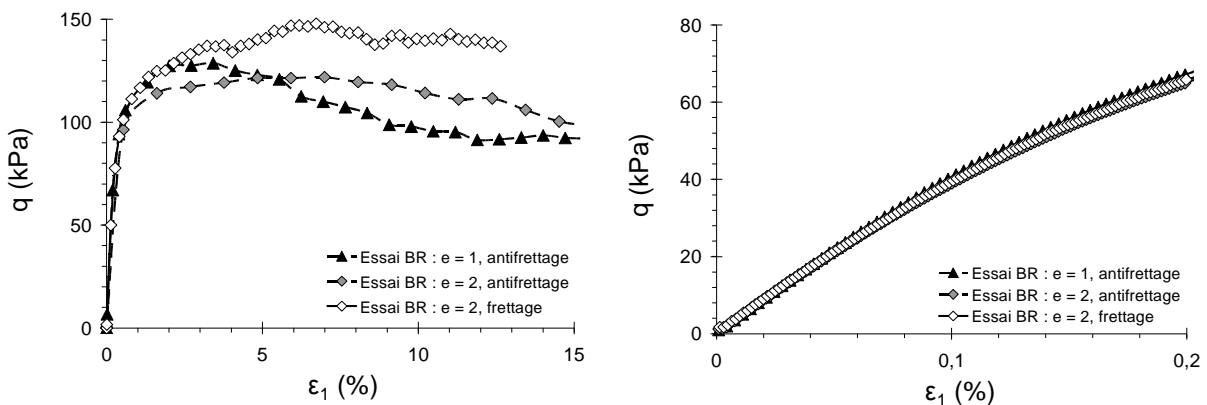 150
100
50
0
q (kPa)
0
5
10
15
ε1 (%)
Essai BR : e = 1, antifrettage
Essai BR : e = 2, antifrettage
Essai BR : e = 2, frettage
80
60
40
20
0
q (kPa)
0
0,1
0,2
ε1 (%)
Essai BR : e = 1, antifrettage
Essai BR : e = 2, antifrettage
Essai BR : e = 2, frettage